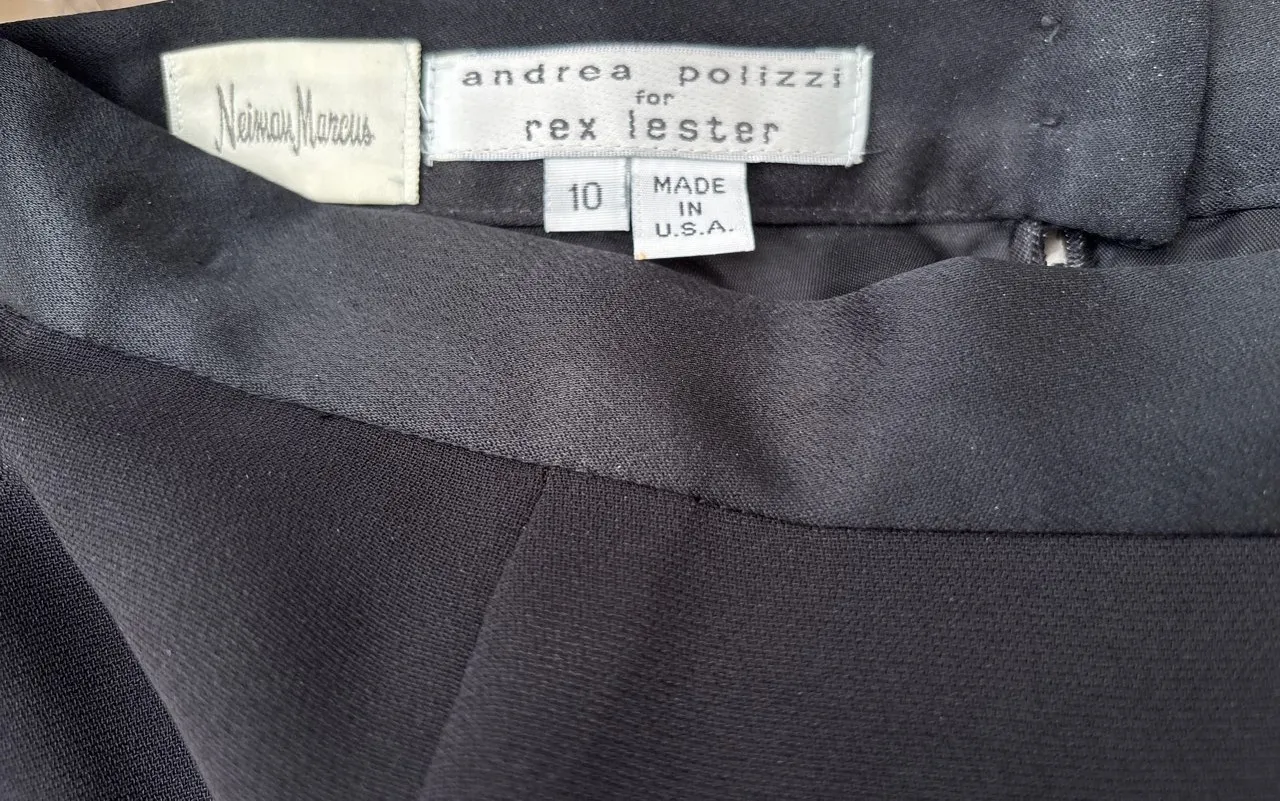 Neiman Marcus
andrea polizzi
for
rex lester
10
MADE
IN
U.S.A.